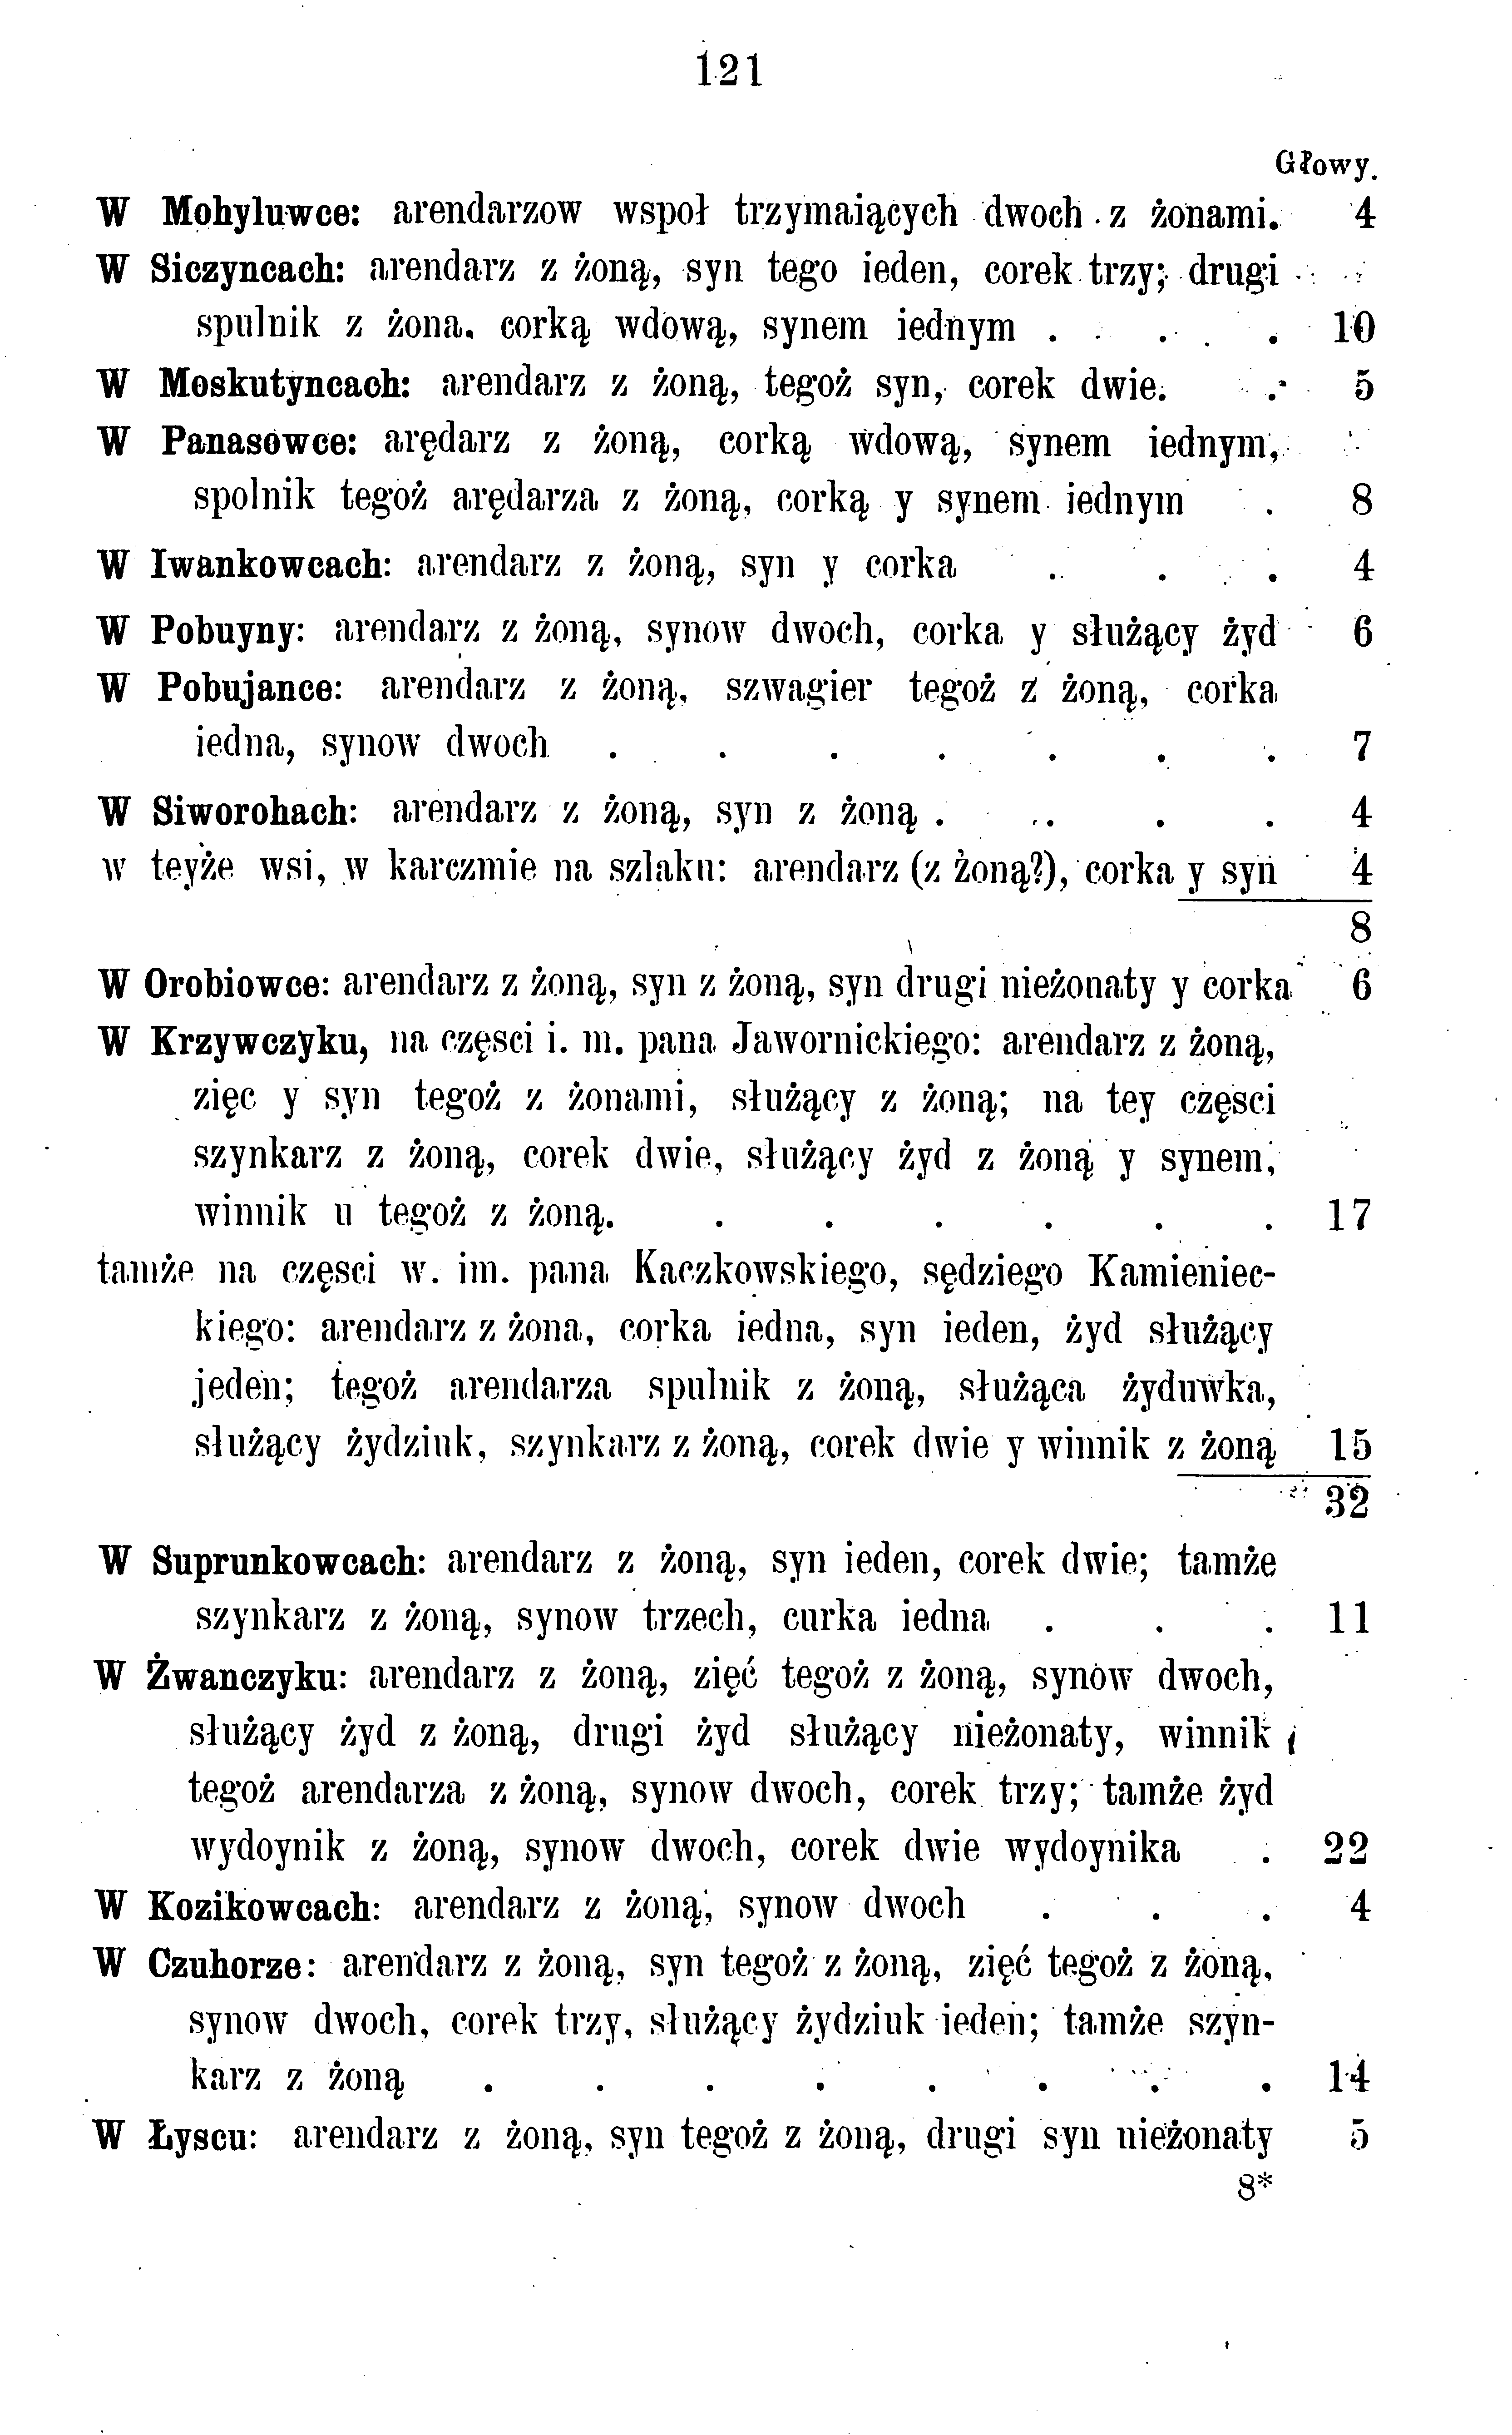 121
Głowy.
W Mohyluwce: arendarzow wspoł trzymaiących dwoch z żonami. 4
W Siczyncach: arendarz z żoną, syn tego ieden, corek trzy; drugi
spulnik z żona, corką wdową, synem iednym . . . 10
W Moskutyncach: arendarz z żoną, tegoż syn, corek dwie. . 5
W Panasowce: arędarz z żoną, corką wdową, synem iednym,
spolnik tegoż arędarza z żoną, corką y synem iednym . 8
W Iwankowcach: arendarz z żoną, syn y corka . . . 4
W Pobuyny: arendarz z żoną, synow dwoch, corka y służący żyd 6
W Pobujance: arendarz z żoną, szwagier tegoż z żoną, corka
iedna, synow dwoch . . . . . . . 7
W Siworohach: arendarz z żoną, syn z żoną . . . . 4
w teyże wsi, w karczmie na szlaku: arendarz (z żoną?), corka y syn 4
8
W Orobiowce: arendarz z żoną, syn z żoną, syn drugi nieżonaty y corka 6
W Krzywczyku, na częsci i. m. pana Jawornickiego: arendarz z żoną,
zięc y syn tegoż z żonami, służący z żoną; na tey częsci
szynkarz z żoną, corek dwie, służący żyd z żoną y synem,
winnik u tegoż z żoną. . . . . . . 17
tamże na częsci w. im. pana Kaczkowskiego, sędziego Kamieniec-
kiego: arendarz z żona, corka iedna, syn ieden, żyd służący
jeden; tegoż arendarza spulnik z żoną, służąca żyduwka,
służący żydziuk, szynkarz z żoną, corek dwie y winnik z żoną 15
32
W Suprunkowcach: arendarz z żoną, syn ieden, corek dwie; tamże
szynkarz z żoną, synow trzech, curka iedna . . . 11
W Żwanczyku: arendarz z żoną, zięć tegoż z żoną, synow dwoch,
służący żyd z żoną, drugi żyd służący nieżonaty, winnik
tegoż arendarza z żoną, synow dwoch, corek trzy; tamże żyd
wydoynik z żoną, synow dwoch, corek dwie wydoynika . 22
W Kozikowcach: arendarz z żoną, synow dwoch . . . 4
W Czuhorze: arendarz z żoną, syn tegoż z żoną, zięć tegoż z żoną,
synow dwoch, corek trzy, służący żydziuk ieden; tamże szyn-
karz z żoną . . . . . . . . 14
W Łyscu: arendarz z żoną, syn tegoż z żoną, drugi syn nieżonaty 5
8*